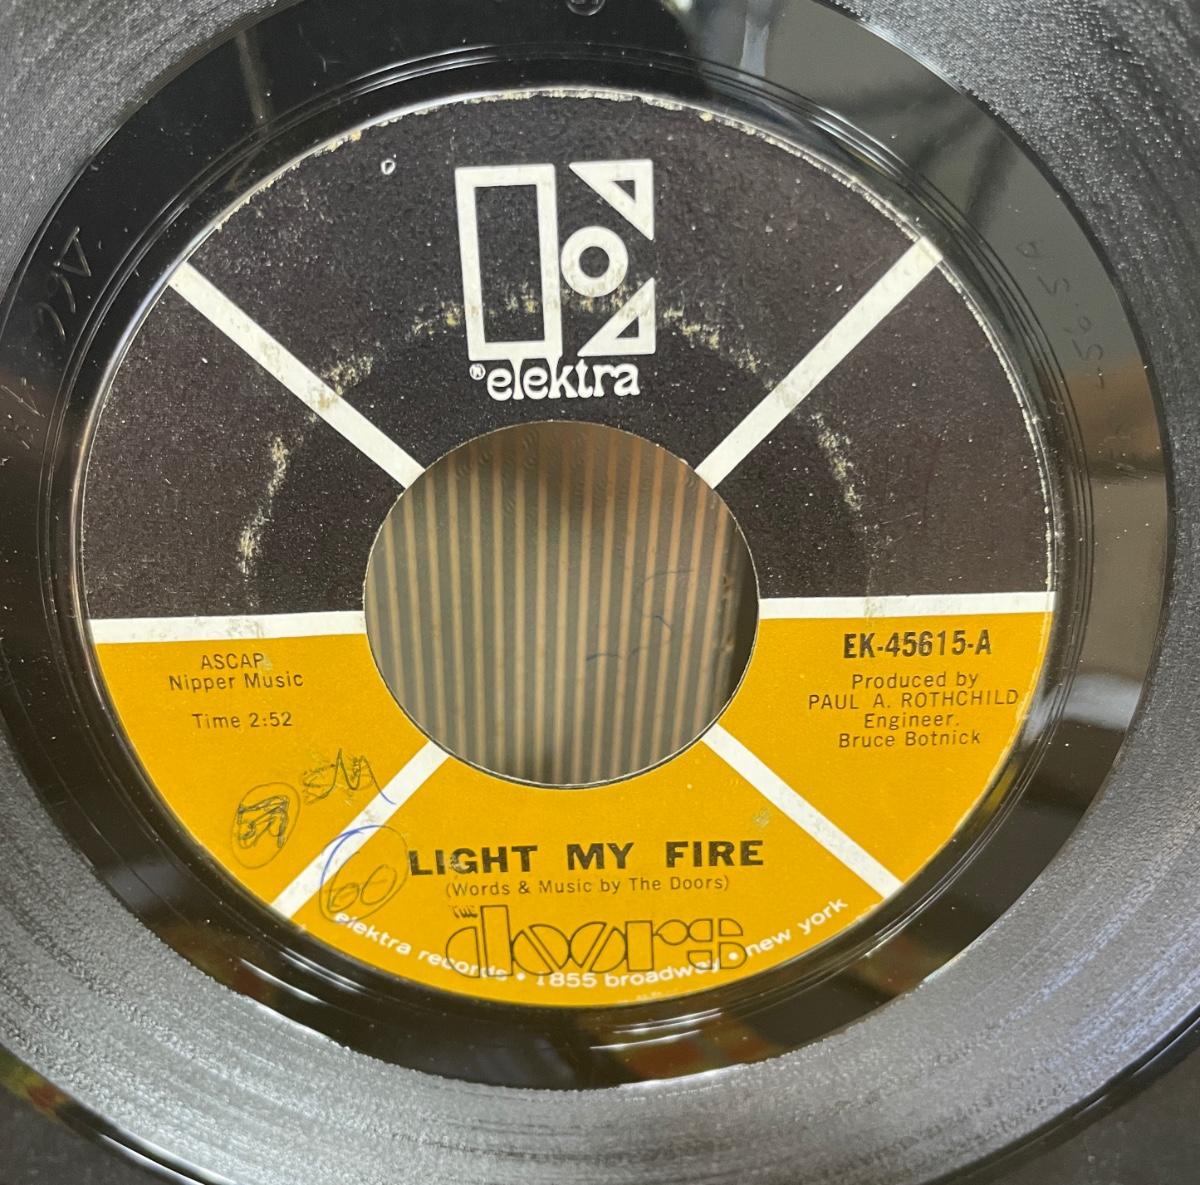 ® elektra
ASCAP
Nipper Music
Time 2:52
EK-45615-A
Produced by
PAUL A. ROTHCHILD
Engineer.
Bruce Botnick
60
LIGHT MY FIRE
(Words & Music by The Doors)
THE doors
elektra records • 1855 broadway • new york